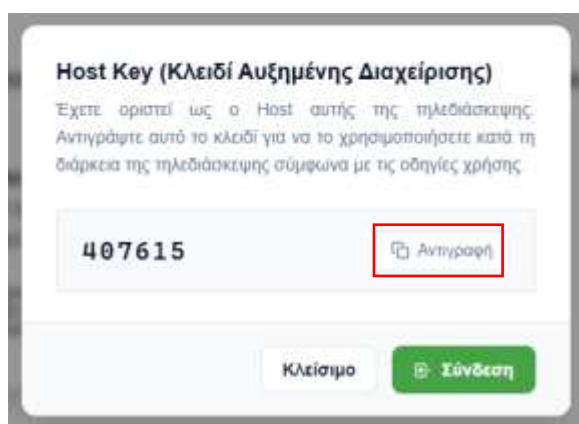 Host Key (Κλειδί Αυξημένης Διαχείρισης)
Έχετε οριστεί ως ο Host αυτής της τηλεδιάσκεψης.
Αντιγράψτε αυτό το κλειδί για να το χρησιμοποιήσετε κατά τη
διάρκεια της τηλεδιάσκεψης σύμφωνα με τις οδηγίες χρήσης.
407615
Αντιγραφή
Κλείσιμο
Σύνδεση